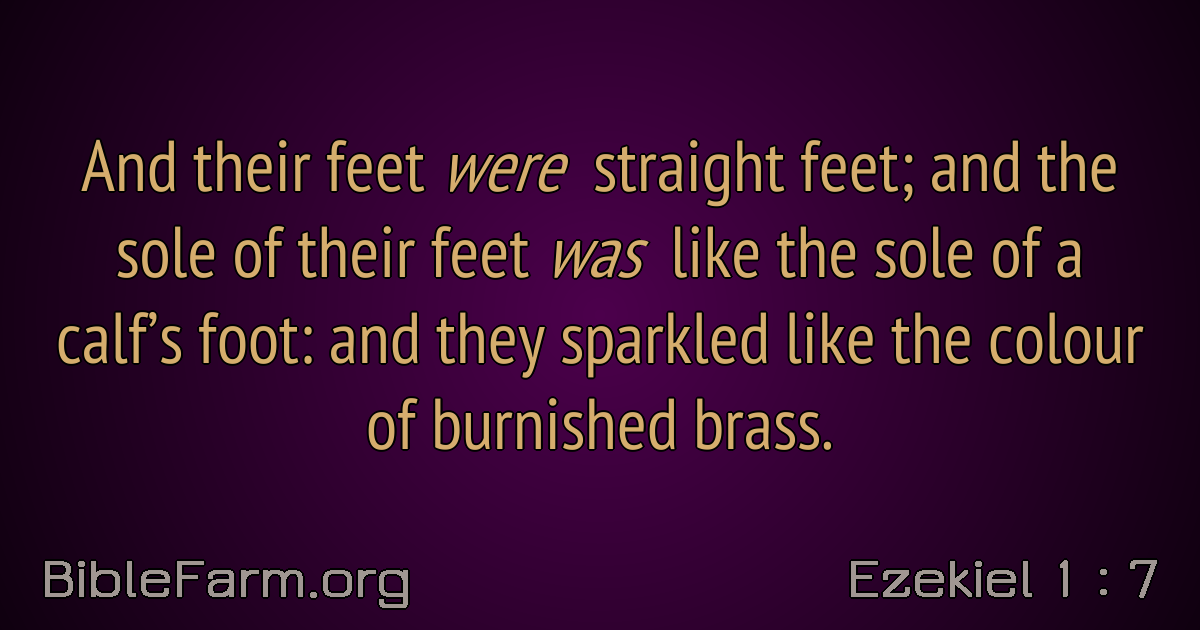 And their feet were straight feet; and the
sole of their feet was like the sole of a
calf’s foot: and they sparkled like the colour
of burnished brass.
BibleFarm.org
Ezekiel 1 : 7